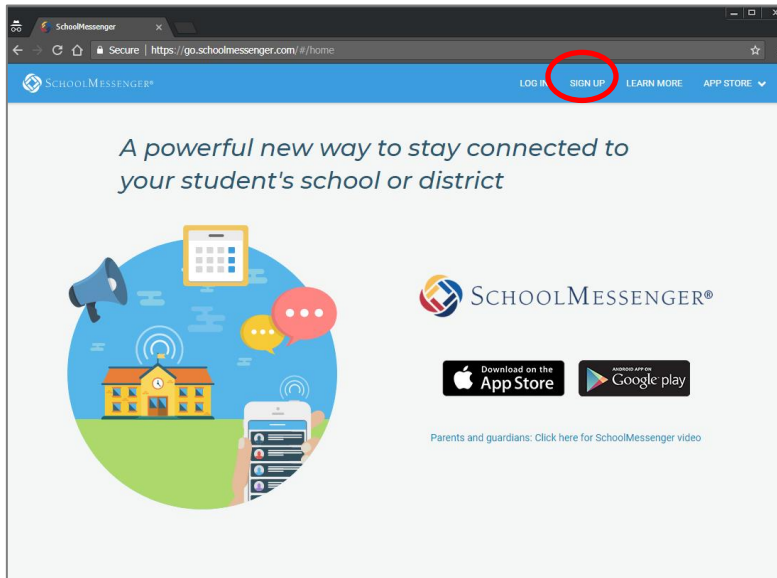 SchoolMessenger
Secure | https://go.schoolmessenger.com/#/home
SCHOOLMESSENGER®
LOG IN SIGN UP LEARN MORE APP STORE
A powerful new way to stay connected to
your student's school or district
SCHOOLMESSENGER®
Download on the
App Store
ANDROID APP ON
Google play
Parents and guardians: Click here for SchoolMessenger video